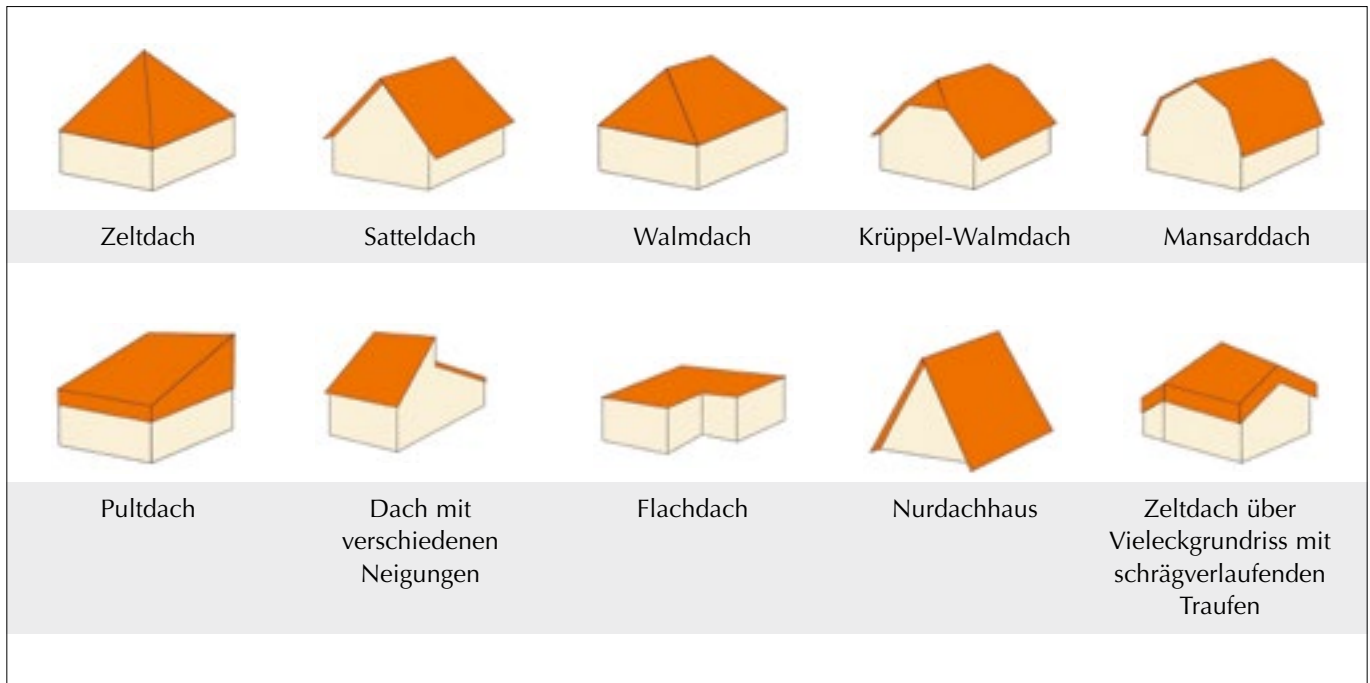 Zeltdach
Satteldach
Walmdach
Krüppel-Walmdach
Mansarddach
Pultdach
Dach mit
verschiedenen
Neigungen
Flachdach
Nurdachhaus
Zeltdach über
Vieleckgrundriss mit
schrägverlaufenden
Traufen